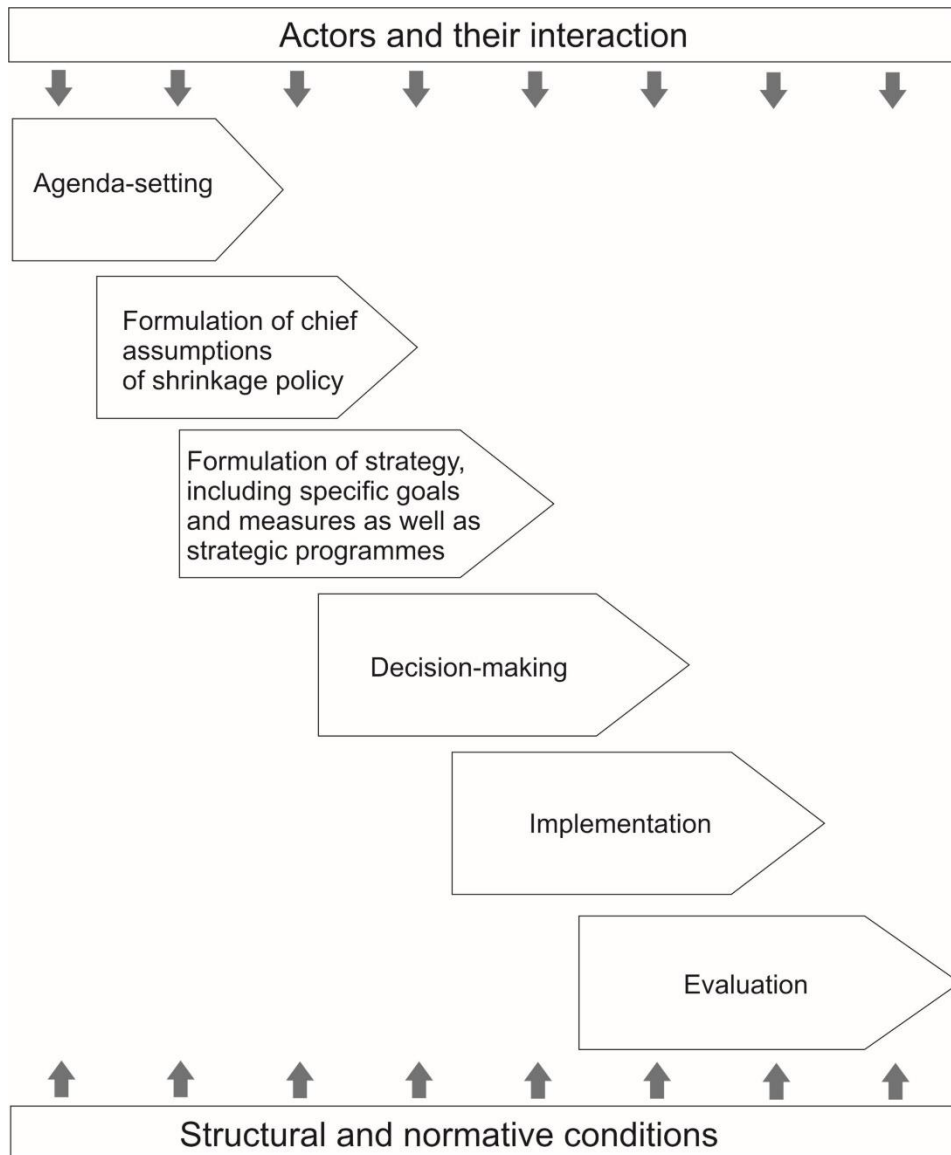 Actors and their interaction
Agenda-setting
Formulation of chief
assumptions
of shrinkage policy
Formulation of strategy,
including specific goals
and measures as well as
strategic programmes
Decision-making
Implementation
Evaluation
Structural and normative conditions